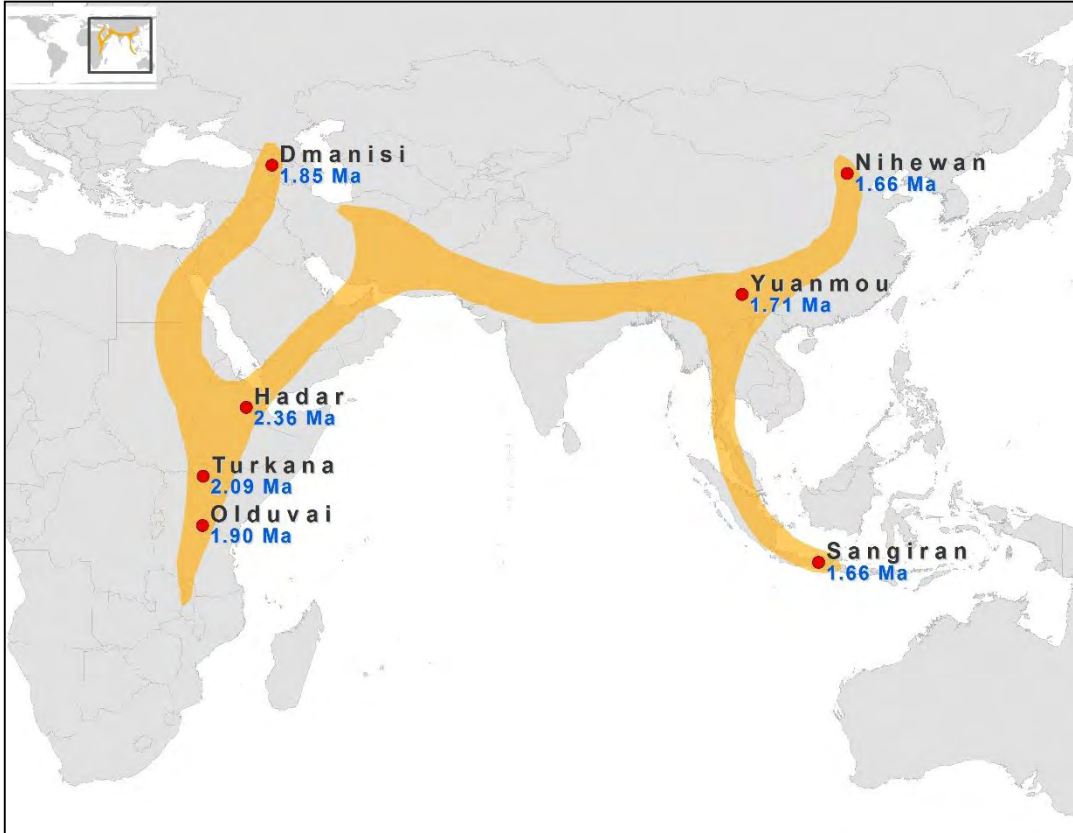 Dmanisi
1.85 Ma
Nihewan
1.66 Ma
Yuanmou
1.71 Ma
Hadar
2.36 Ma
Turkana
2.09 Ma
Olduvai
1.90 Ma
Sangiran
1.66 Ma